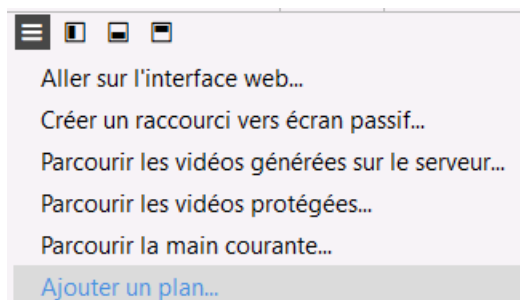 Aller sur l'interface web...
Créer un raccourci vers écran passif...
Parcourir les vidéos générées sur le serveur...
Parcourir les vidéos protégées...
Parcourir la main courante...
Ajouter un plan...